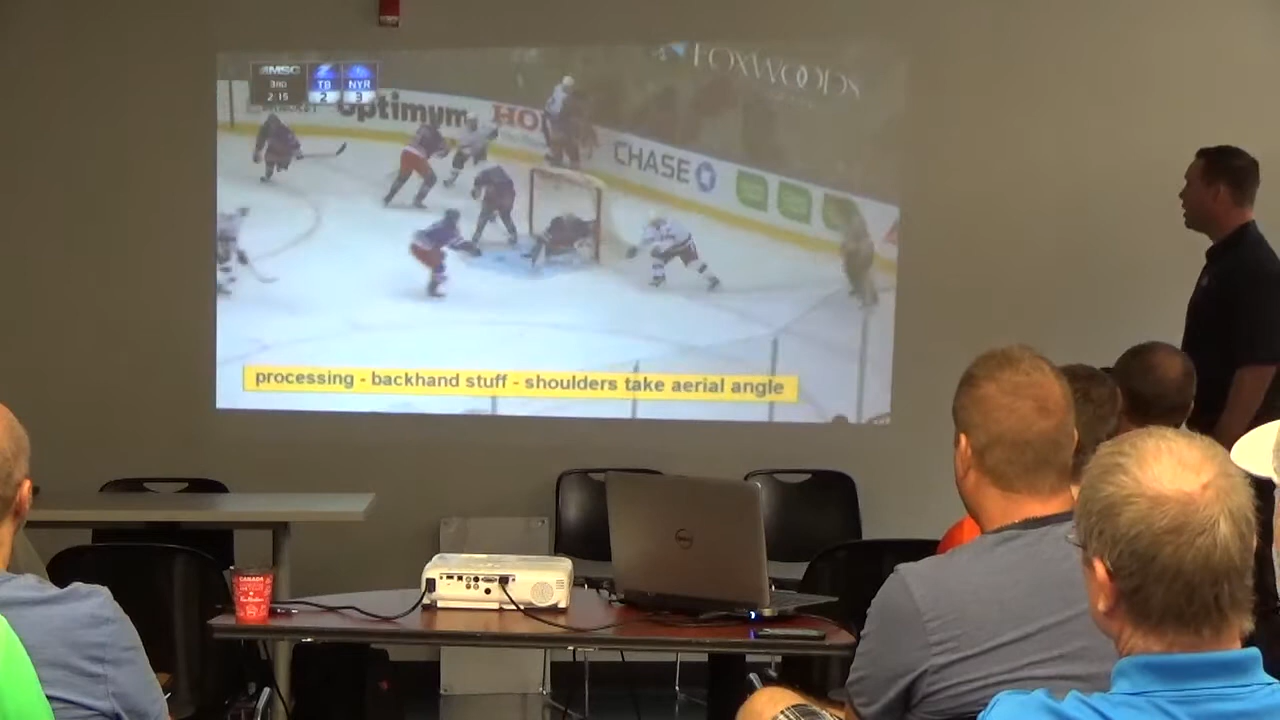 FOXWOODS
MSG
3RD
TB
NYR
2:15
2
3
Optimum.
HO
CHASE
processing - backhand stuff - shoulders take aerial angle
DELL
CANADA